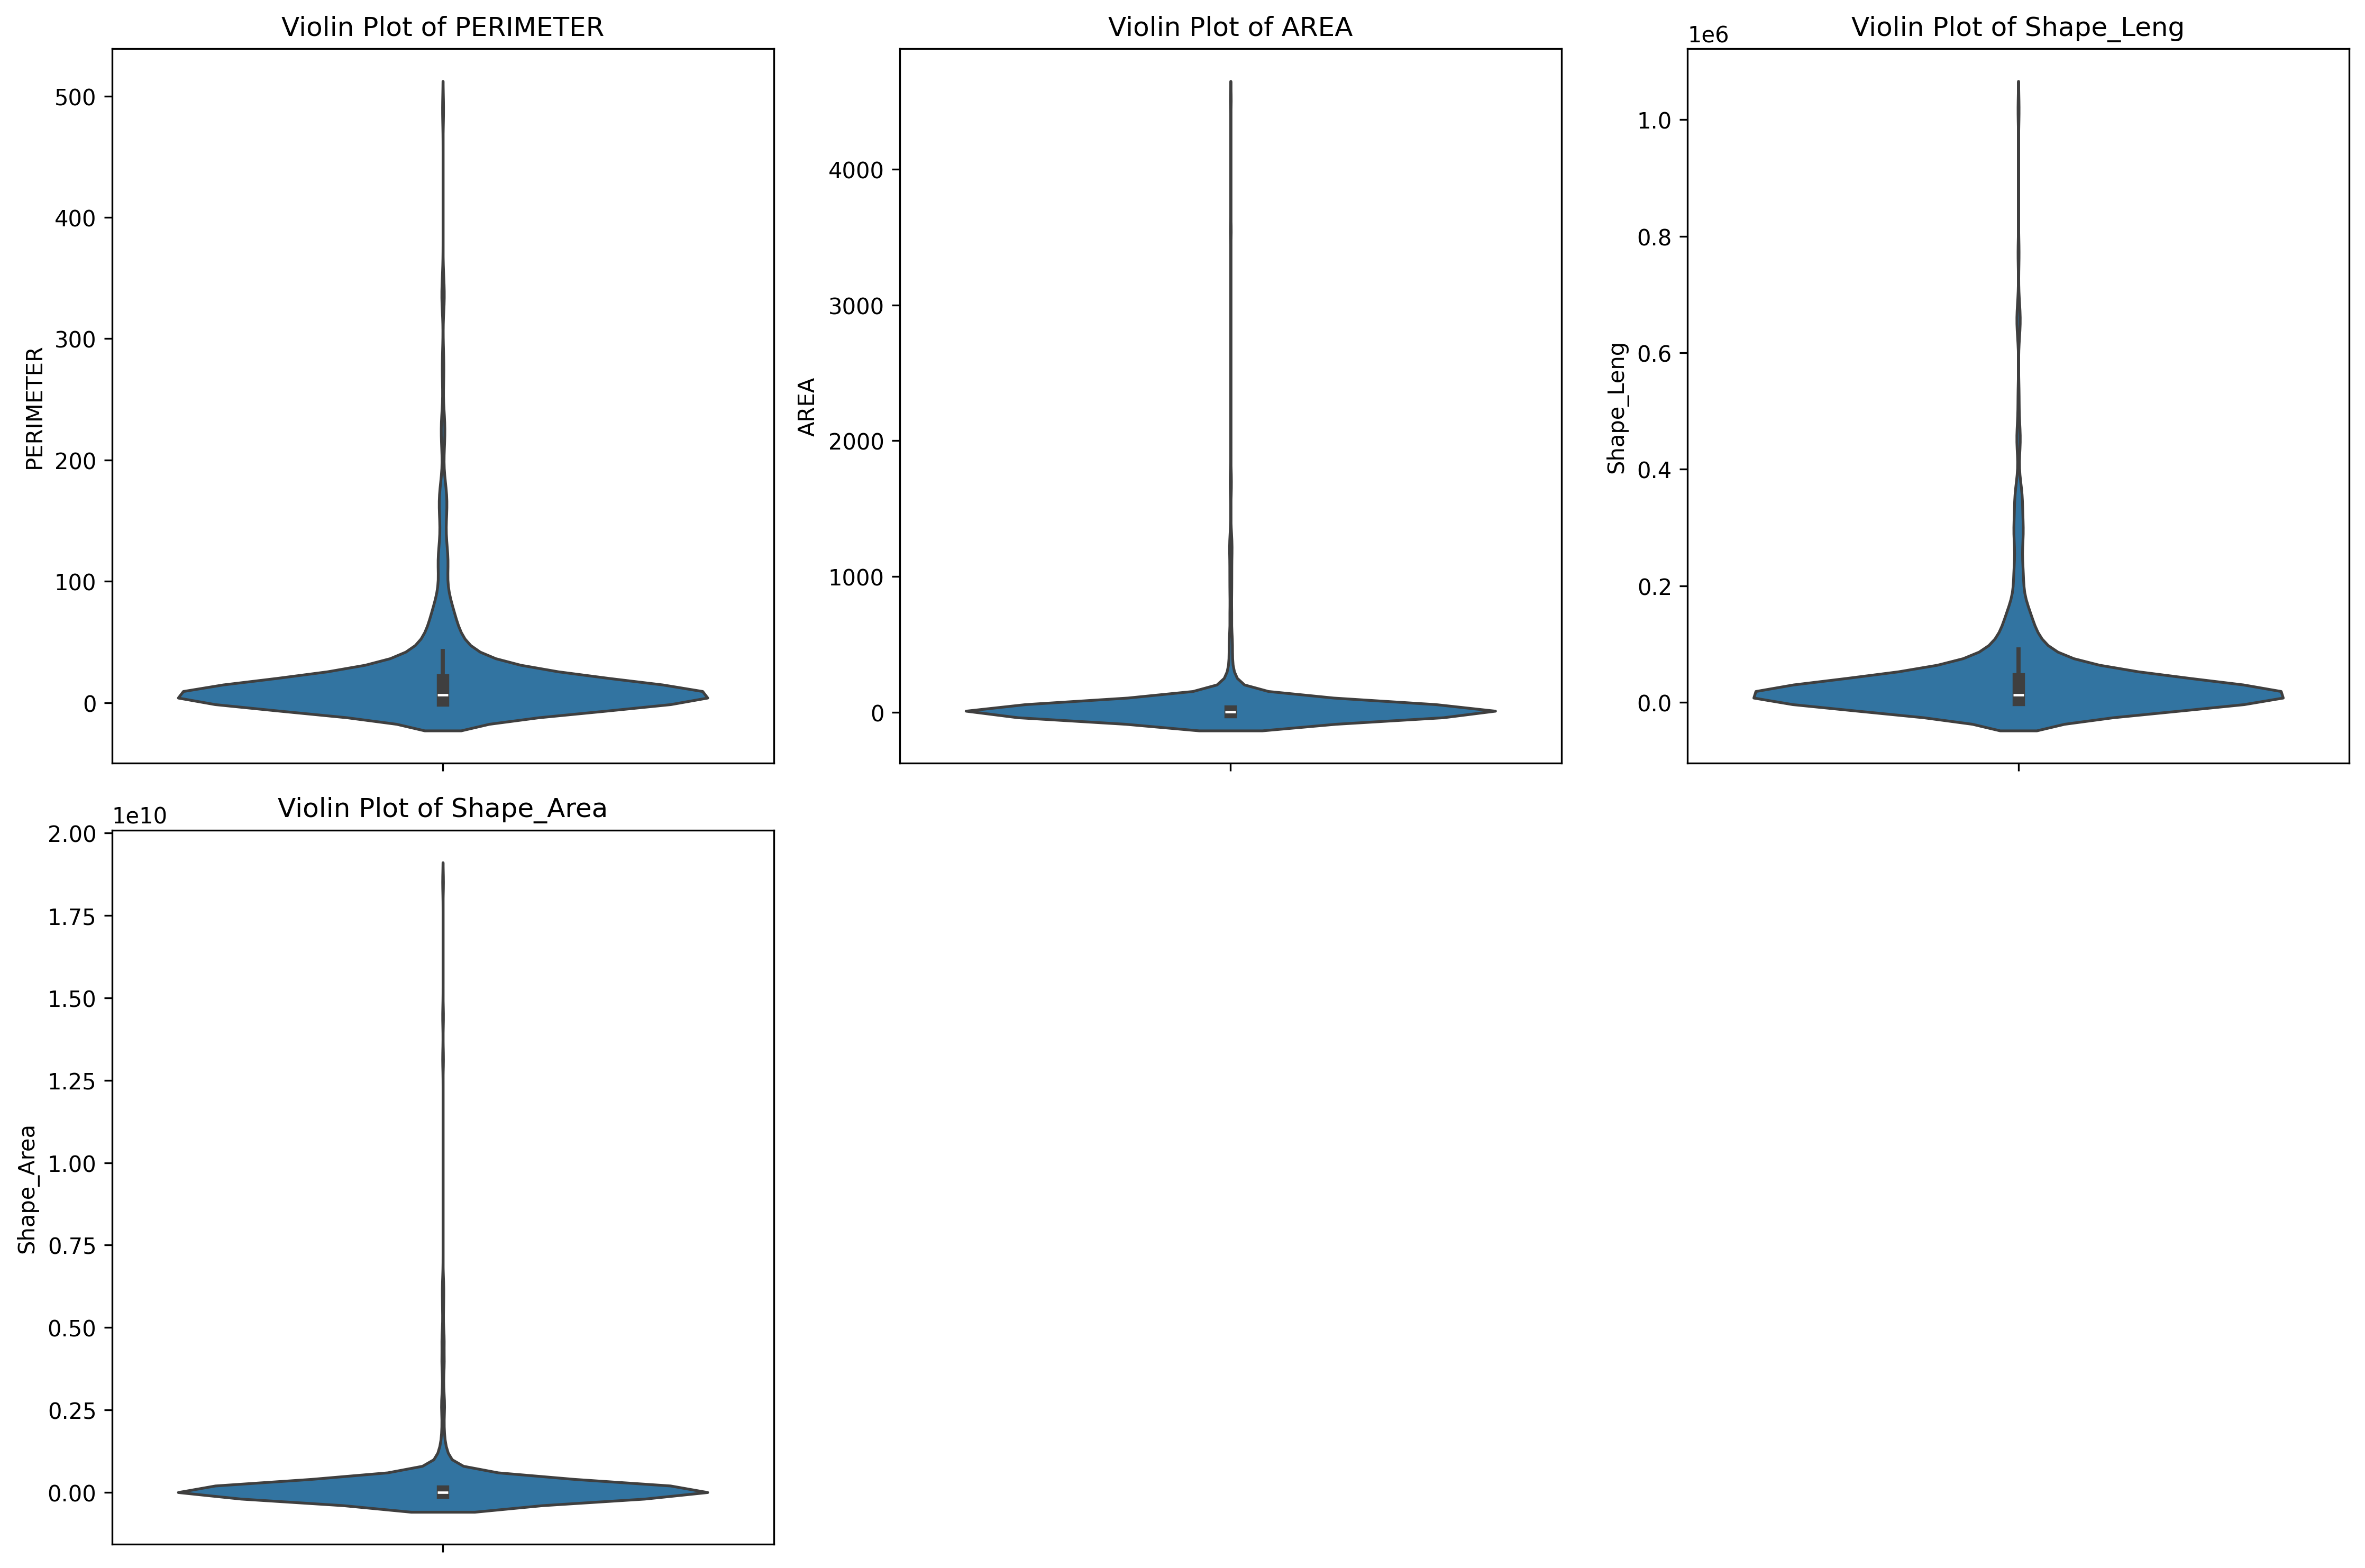 Violin Plot of PERIMETER
500
400
300
200
100
0
PERIMETER
Violin Plot of AREA
4000
3000
2000
1000
0
AREA
Violin Plot of Shape_Leng
1e6
1.0
0.8
0.6
0.4
0.2
0.0
Shape_Leng
Violin Plot of Shape_Area
1e10
2.00
1.75
1.50
1.25
1.00
0.75
0.50
0.25
0.00
Shape_Area